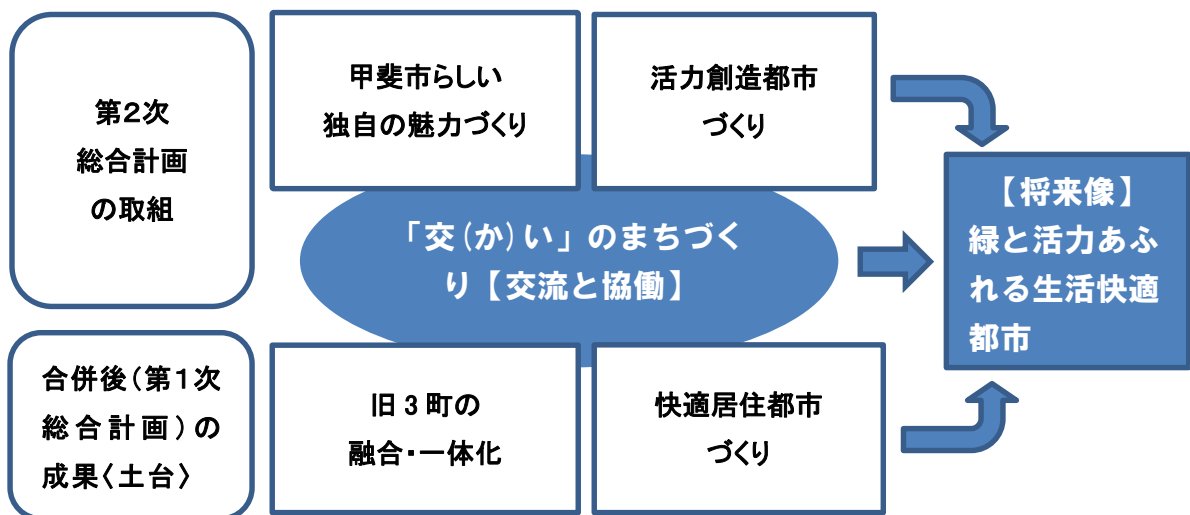 第２次
総合計画
の取組
甲斐市らしい
独自の魅力づくり
活力創造都市
づくり
「交(か)い」のまちづく
り【交流と協働】
【将来像】
緑と活力あふ
れる生活快適
都市
合併後(第１次
総合計画)の
成果〈土台〉
旧３町の
融合・一体化
快適居住都市
づくり